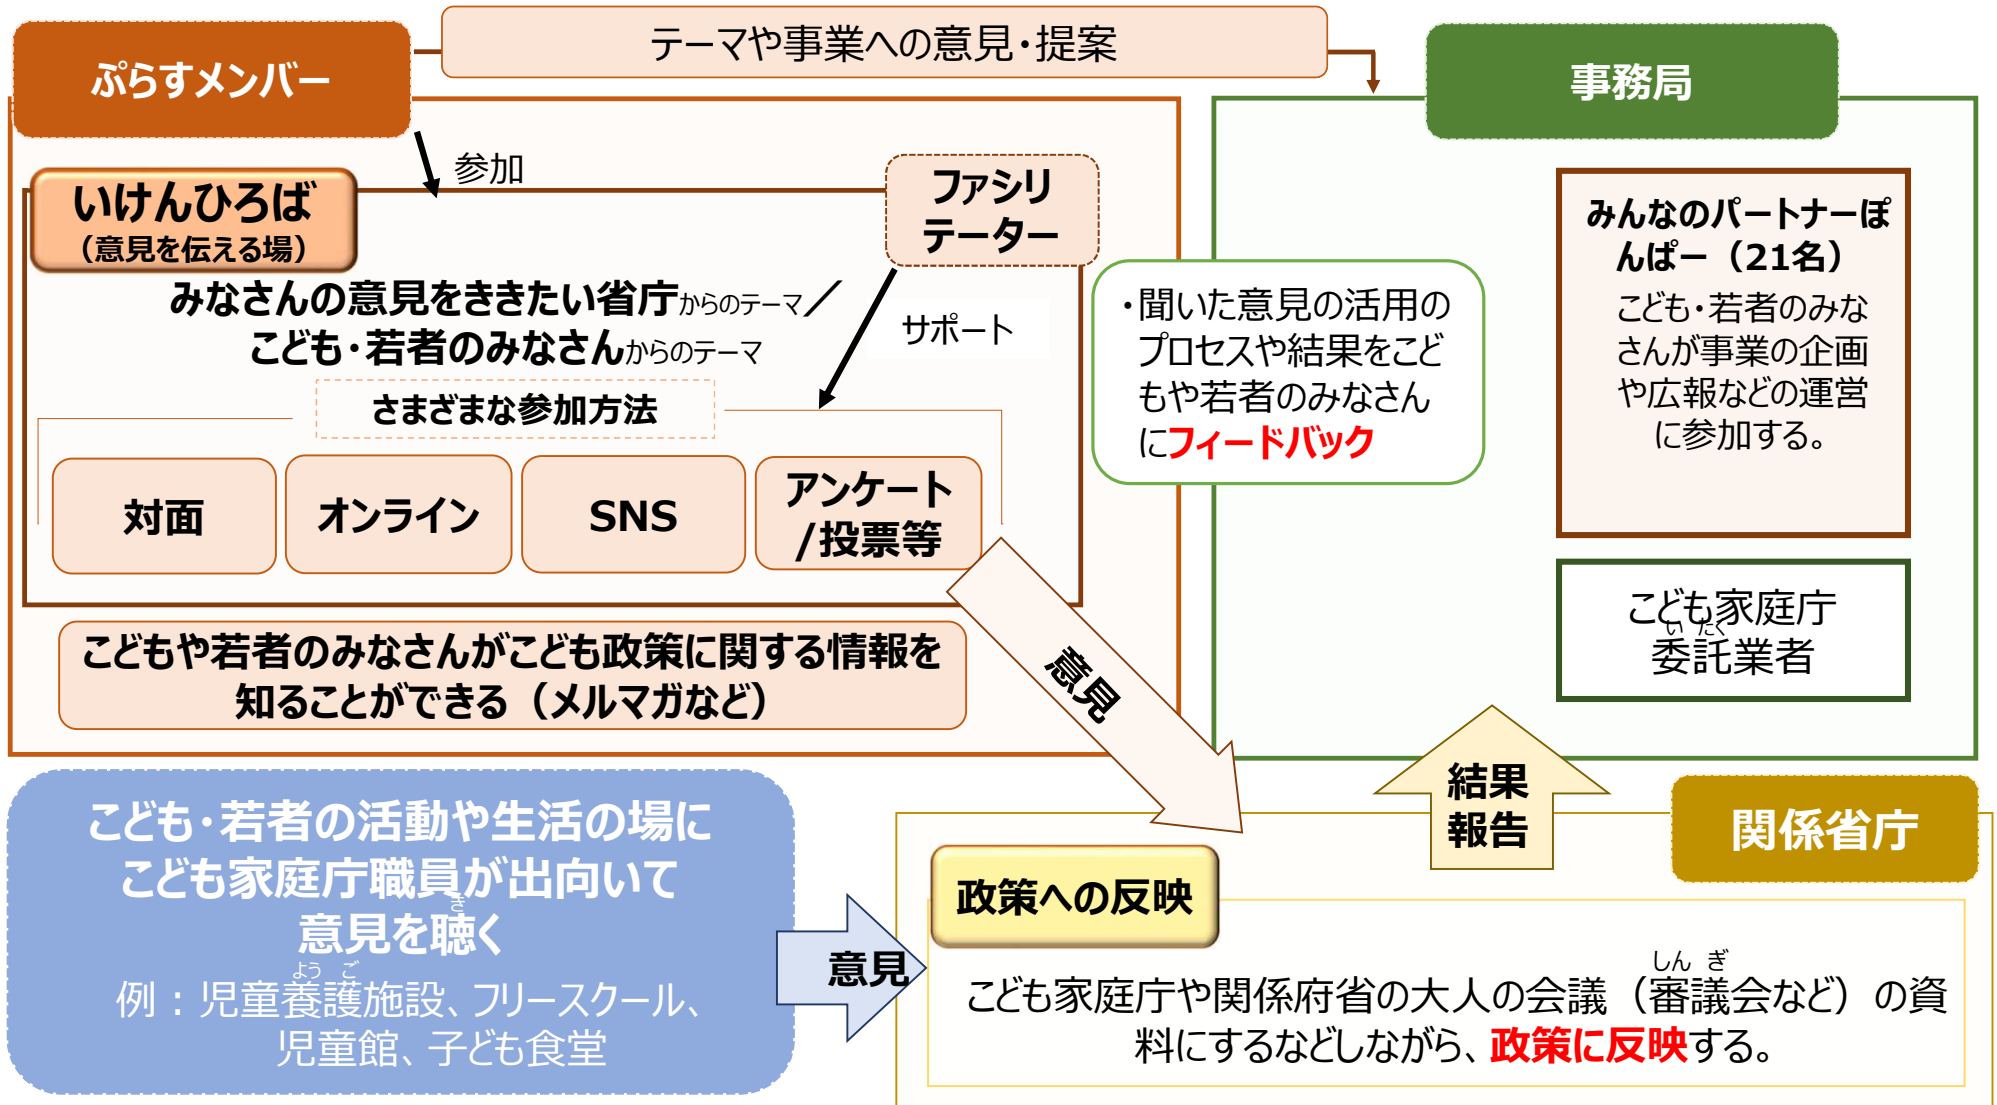 テーマや事業への意見・提案
ぷらすメンバー
事務局
参加
いけんひろば
（意見を伝える場）
ファシリ
テーター
みなさんの意見をききたい省庁からのテーマ／
こども・若者のみなさんからのテーマ
サポート
さまざまな参加方法
対面
オンライン
SNS
アンケート
/投票等
こどもや若者のみなさんがこども政策に関する情報を
知ることができる（メルマガなど）
・聞いた意見の活用の
プロセスや結果をこど
もや若者のみなさん
にフィードバック
みんなのパートナーぽ
んぱー（21名）
こども・若者のみな
さんが事業の企画
や広報などの運営
に参加する。
こども家庭庁
い たく
委託業者
意見
結果
報告
こども・若者の活動や生活の場に
こども家庭庁職員が出向いて
き
意見を聴く
よう ご
例：児童養護施設、フリースクール、
児童館、子ども食堂
意見
関係省庁
政策への反映
しん ぎ
こども家庭庁や関係府省の大人の会議（審議会など）の資
料にするなどしながら、政策に反映する。